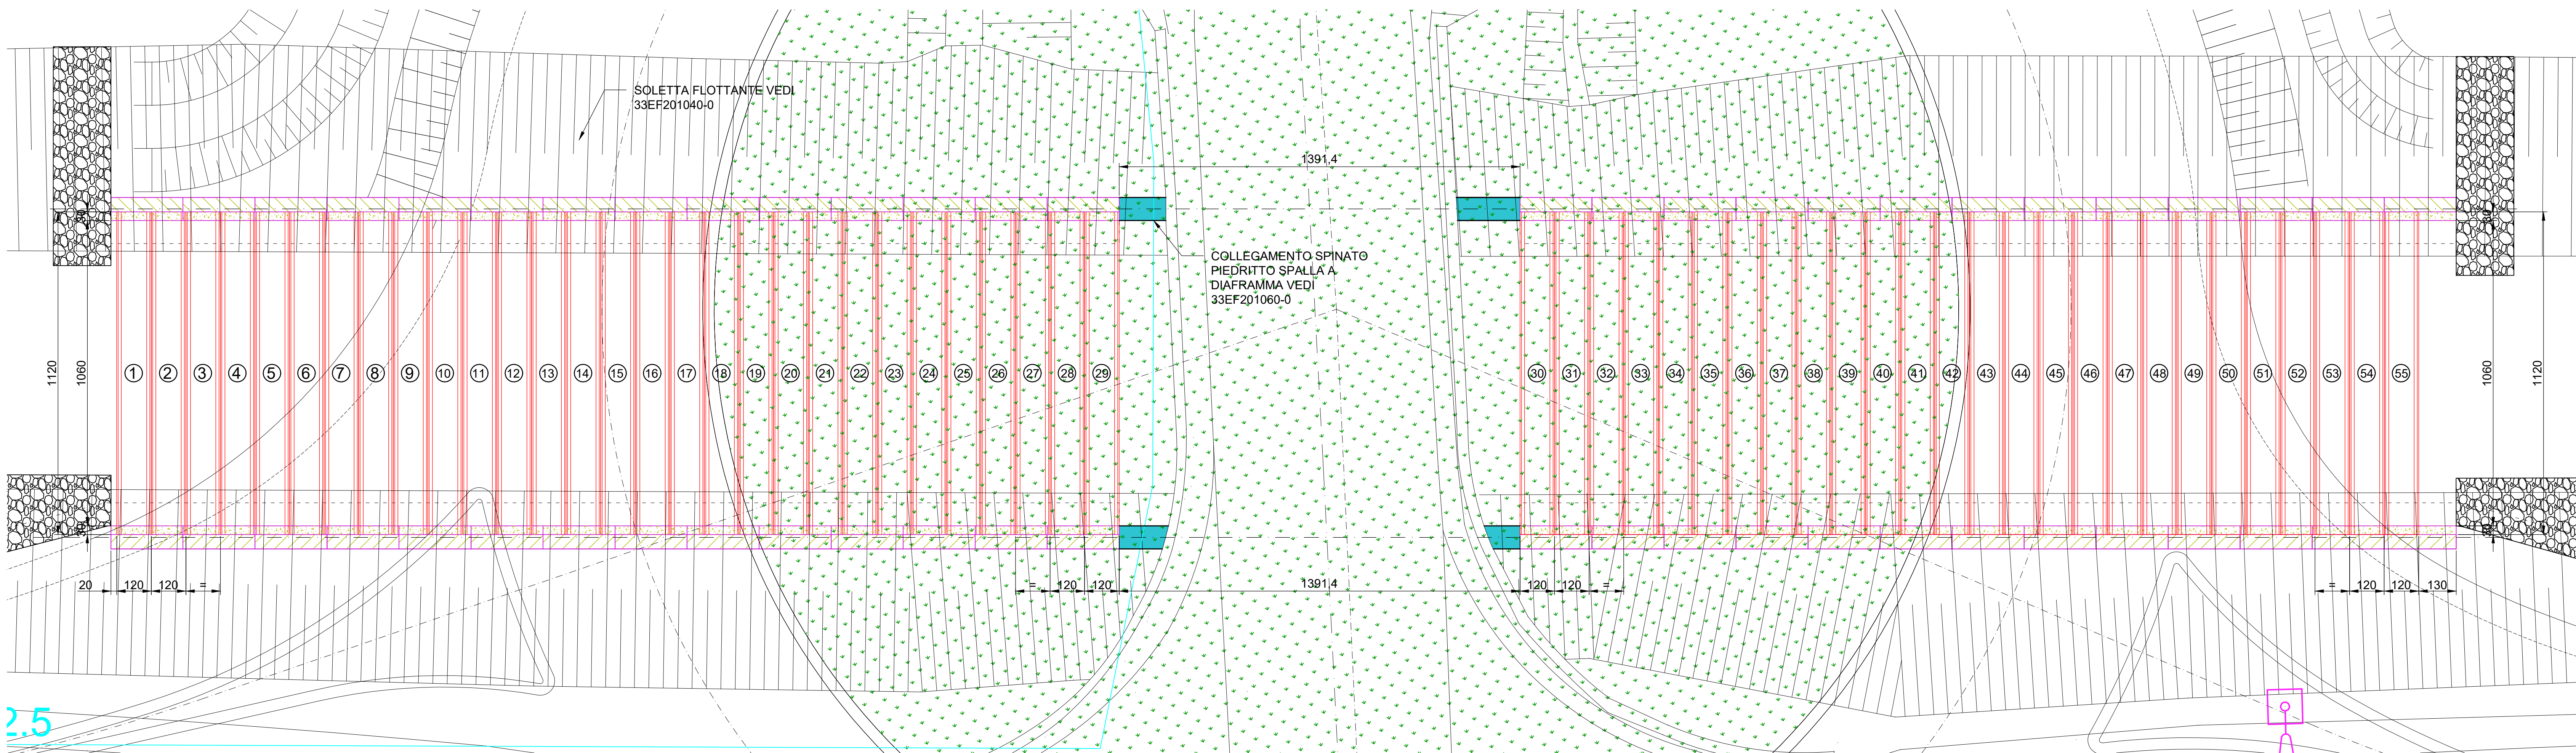 SOLETTA FLOTTANTE VEDI
33EF201040-0
1391,4
COLLEGAMENTO SPINATO
PIEDRITTO SPALLA A
DIAFRAMMA VEDI
33EF201060-0
30
30
1120
1060
1 2 3 4 5 6 7 8 9 10 11 12 13 14 15 16 17 18 19 20 21 22 23 24 25 26 27 28 29 30 31 32 33 34 35 36 37 38 39 40 41 42 43 44 45 46 47 48 49 50 51 52 53 54 55
1060
1120
30
30
20 120 120 = = 120 120 1391,4 120 120 = = 120 120 130
2.5